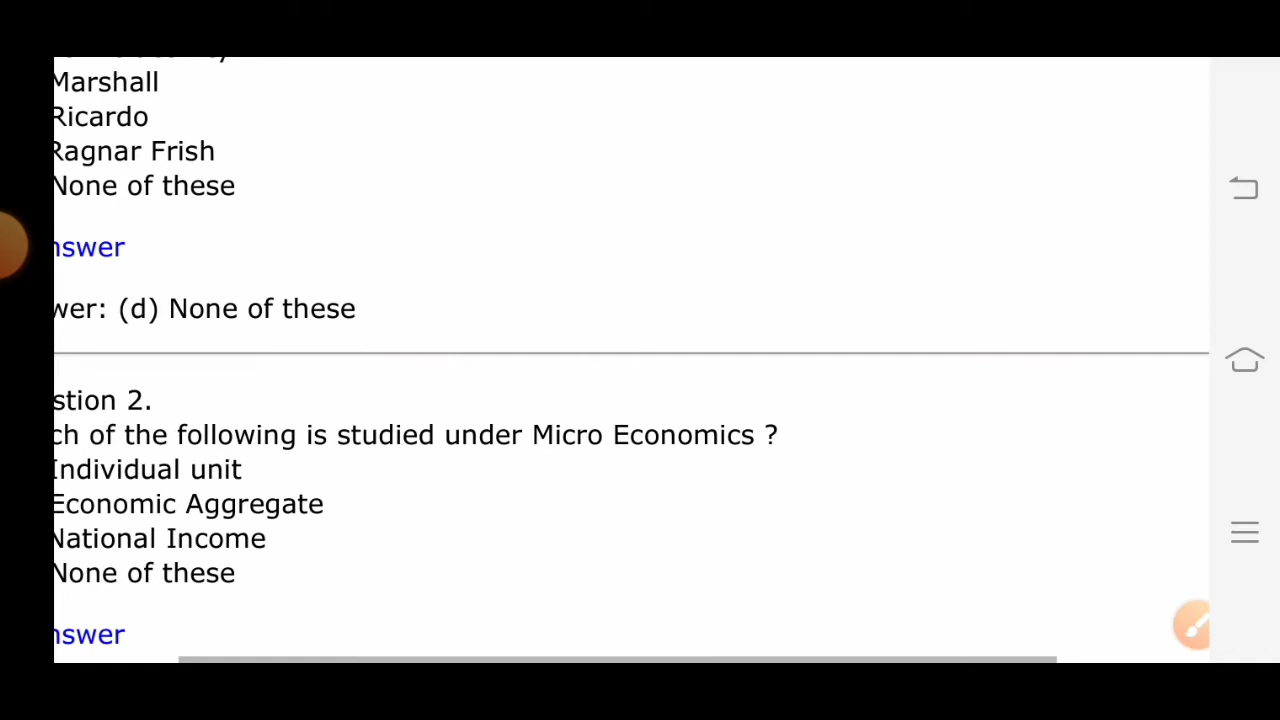 Marshall
Ricardo
Ragnar Frish
None of these
nswer
wer: (d) None of these
stion 2.
ch of the following is studied under Micro Economics ?
Individual unit
Economic Aggregate
National Income
None of these
nswer